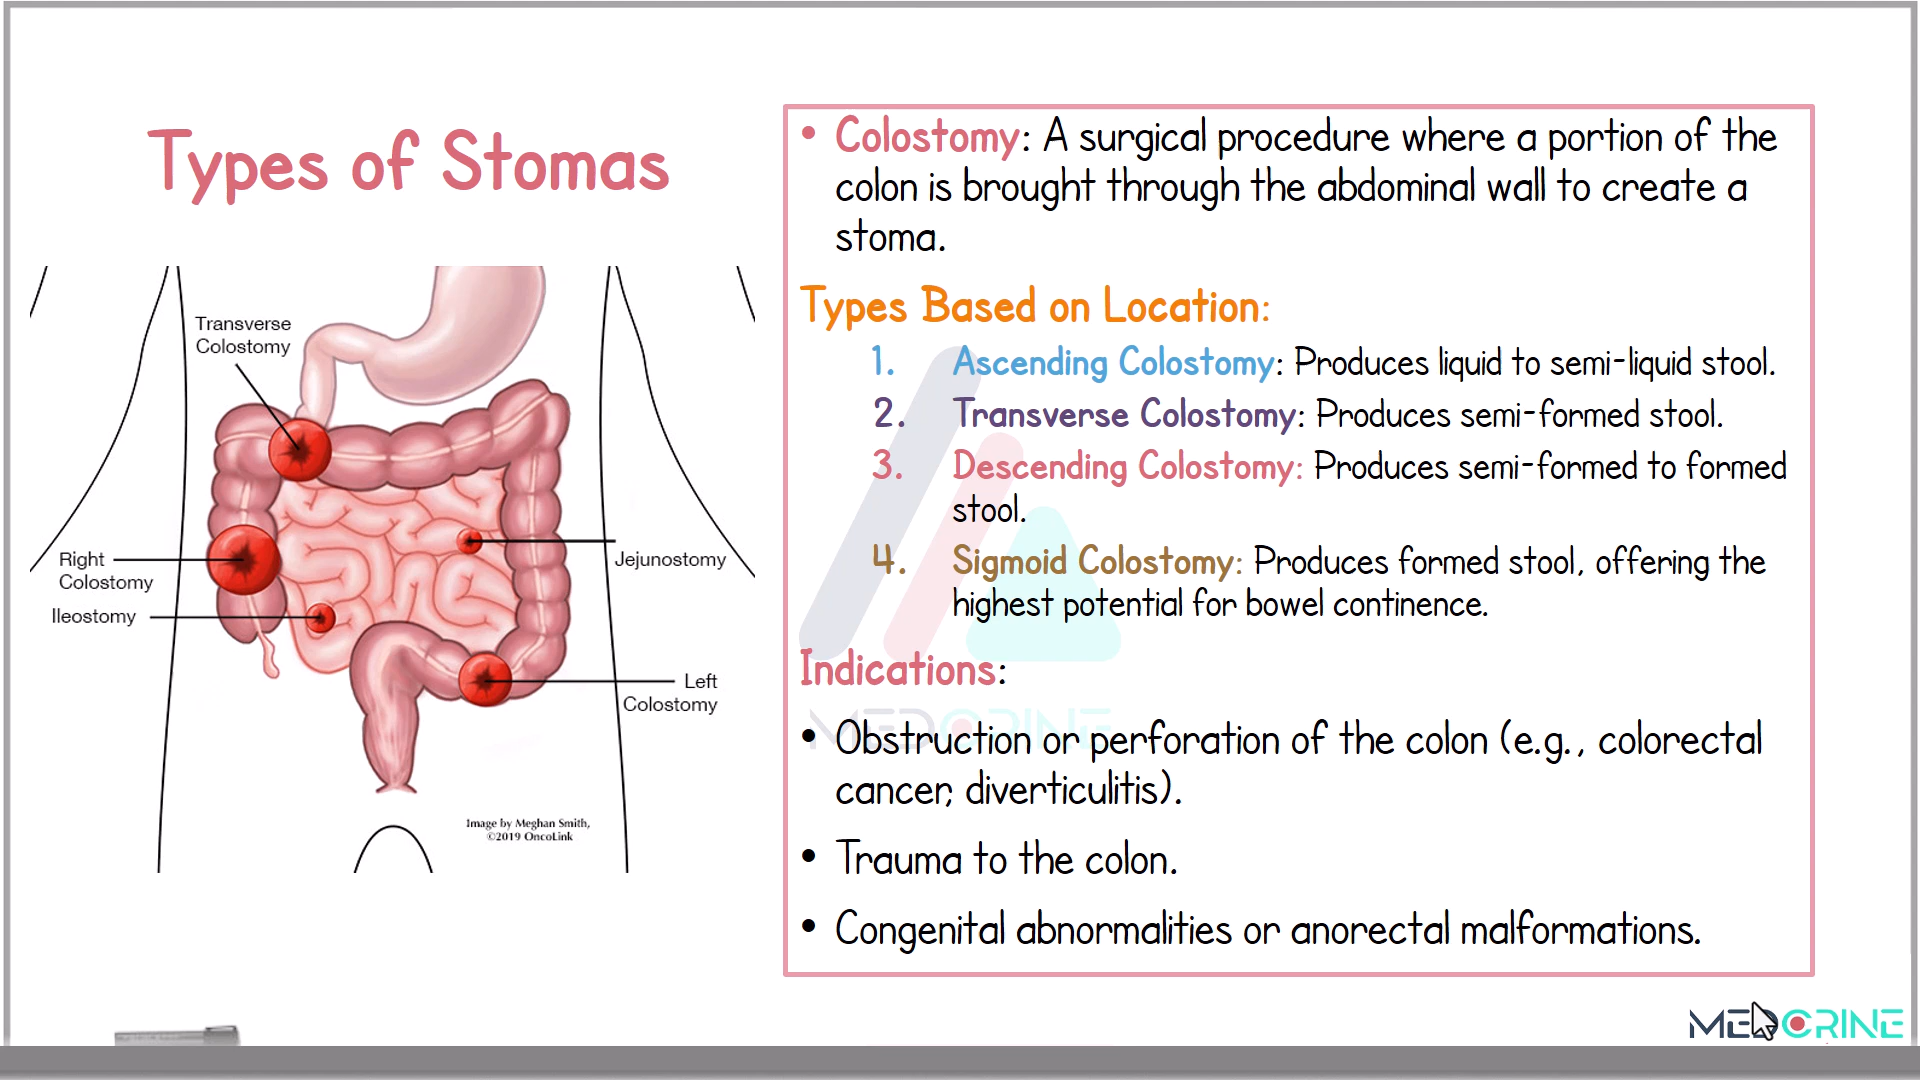 Types of Stomas
Transverse
Colostomy
Right
Colostomy
Ileostomy
Jejunostomy
Left
Colostomy
Image by Meghan Smith,
©2019 OncoLink
• Colostomy: A surgical procedure where a portion of the
colon is brought through the abdominal wall to create a
stoma.
Types Based on Location:
1. Ascending Colostomy: Produces liquid to semi-liquid stool.
2. Transverse Colostomy: Produces semi-formed stool.
3. Descending Colostomy: Produces semi-formed to formed
stool.
4. Sigmoid Colostomy: Produces formed stool, offering the
highest potential for bowel continence.
Indications:
MEDCRINE
• Obstruction or perforation of the colon (e.g., colorectal
cancer, diverticulitis).
• Trauma to the colon.
• Congenital abnormalities or anorectal malformations.
MEDCRINE